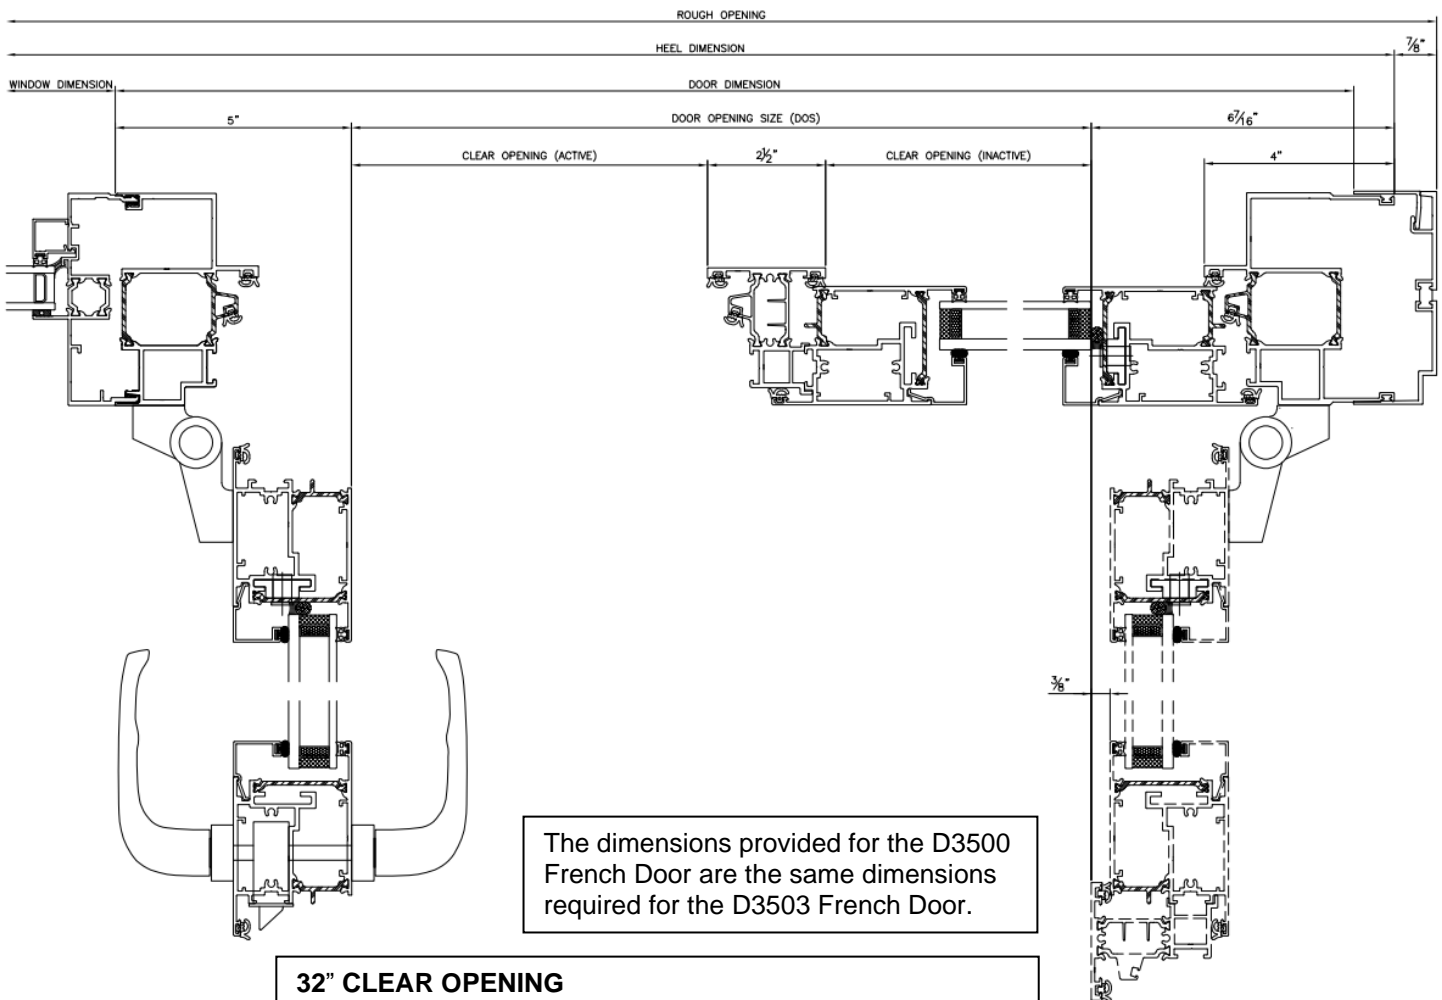 ROUGH OPENING
HEEL DIMENSION
7/8"
WINDOW DIMENSION
DOOR DIMENSION
5"
DOOR OPENING SIZE (DOS)
6 7/16"
CLEAR OPENING (ACTIVE)
2 1/2"
CLEAR OPENING (INACTIVE)
4"
3/8"
The dimensions provided for the D3500
French Door are the same dimensions
required for the D3503 French Door.
32” CLEAR OPENING